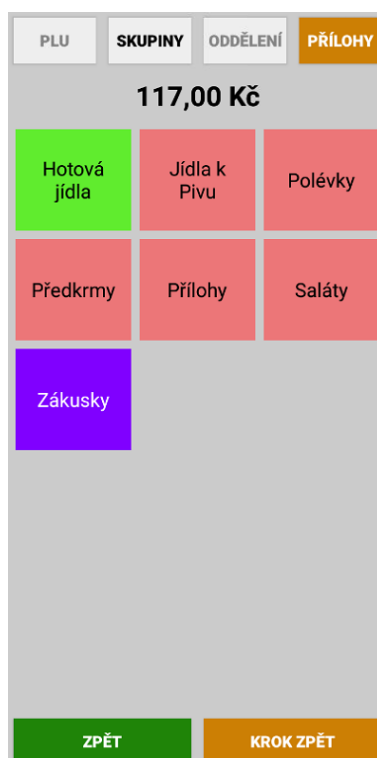 PLU SKUPINY ODDĚLENÍ PŘÍLOHY
117,00 Kč
Hotová
jídla
Jídla k
Pivu
Polévky
Předkrmy
Přílohy
Saláty
Zákusky
ZPĚT
KROK ZPĚT